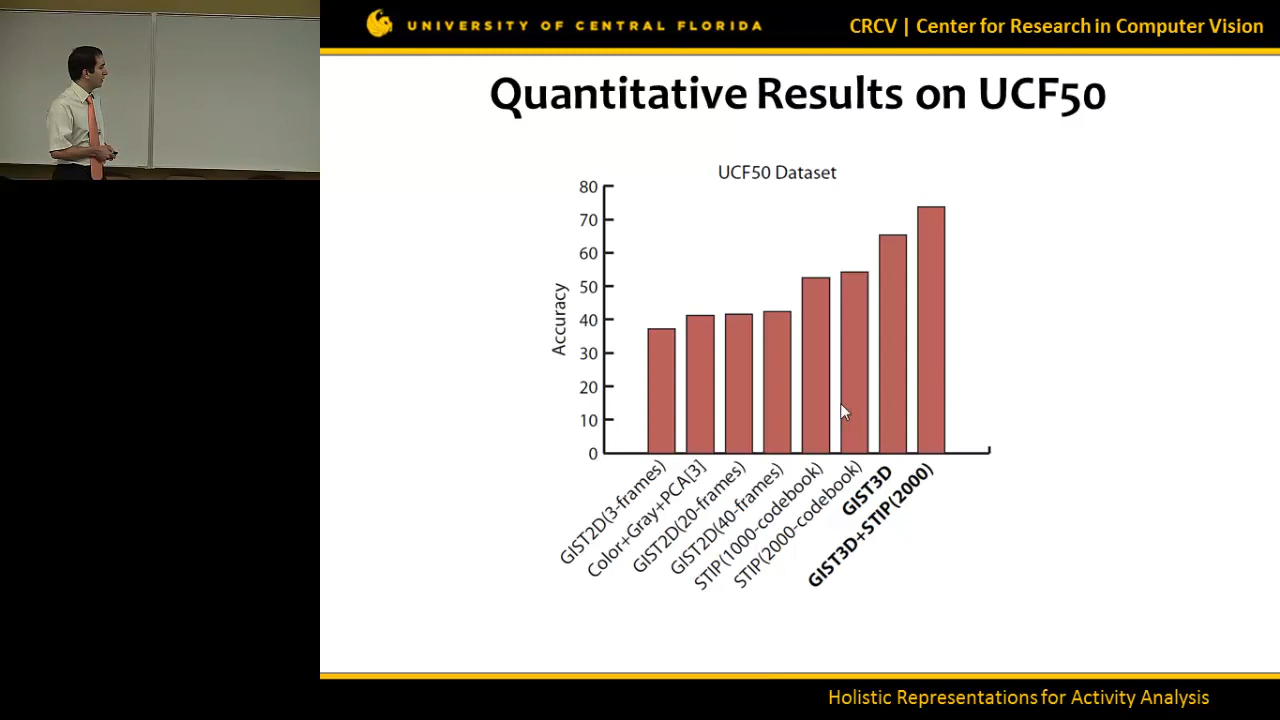 UNIVERSITY OF CENTRAL FLORIDA
CRCV | Center for Research in Computer Vision
Quantitative Results on UCF50
UCF50 Dataset
80
70
60
50
40
30
20
10
0
Accuracy
GIST2D(3-frames)
Color+Gray+PCA[3]
GIST2D(20-frames)
GIST2D(40-frames)
STIP(1000-codebook)
STIP(2000-codebook)
GIST3D
GIST3D+STIP(2000)
Holistic Representations for Activity Analysis